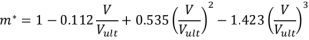 m* = 1 − 0.112 V/V_ult + 0.535 (V/V_ult)^2 − 1.423 (V/V_ult)^3